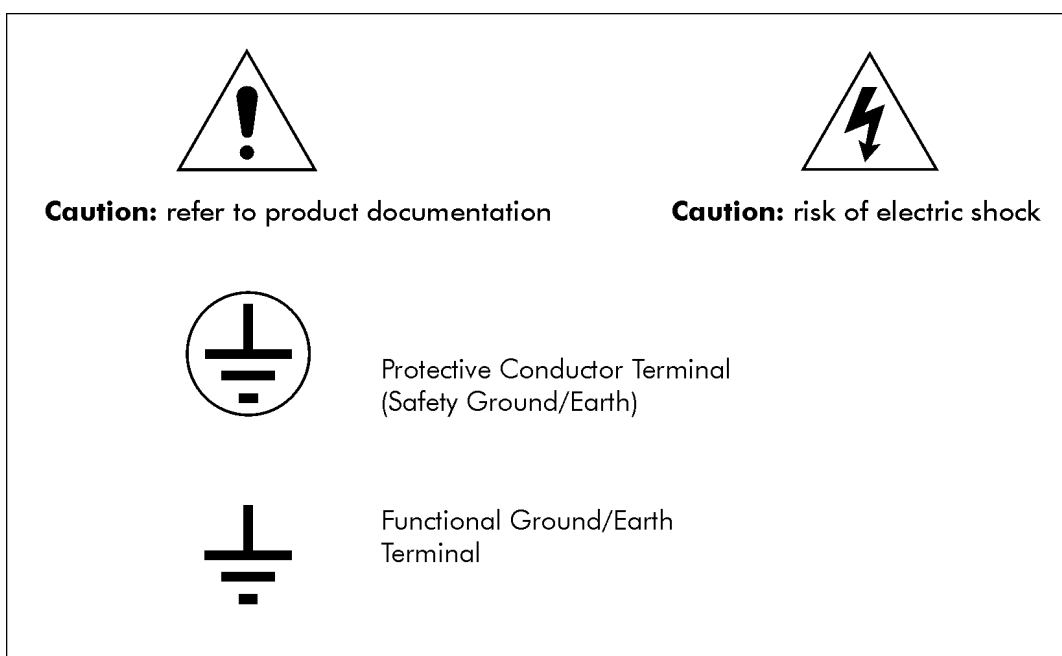 Caution: refer to product documentation
Caution: risk of electric shock
Protective Conductor Terminal
(Safety Ground/Earth)
Functional Ground/Earth
Terminal